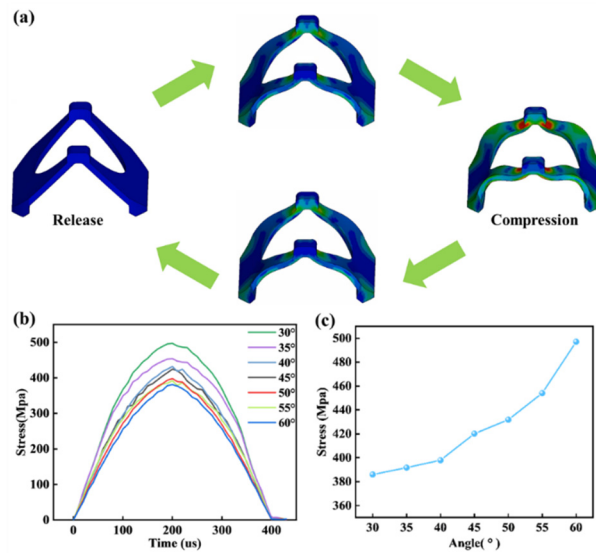 (a)
Release
Compression
(b)
500
400
300
200
100
0
Stress(Mpa)
0 100 200 300 400
Time (us)
30°
35°
40°
45°
50°
55°
60°
(c)
500
480
460
440
420
400
380
360
Stress (Mpa)
30 35 40 45 50 55 60
Angle( ° )